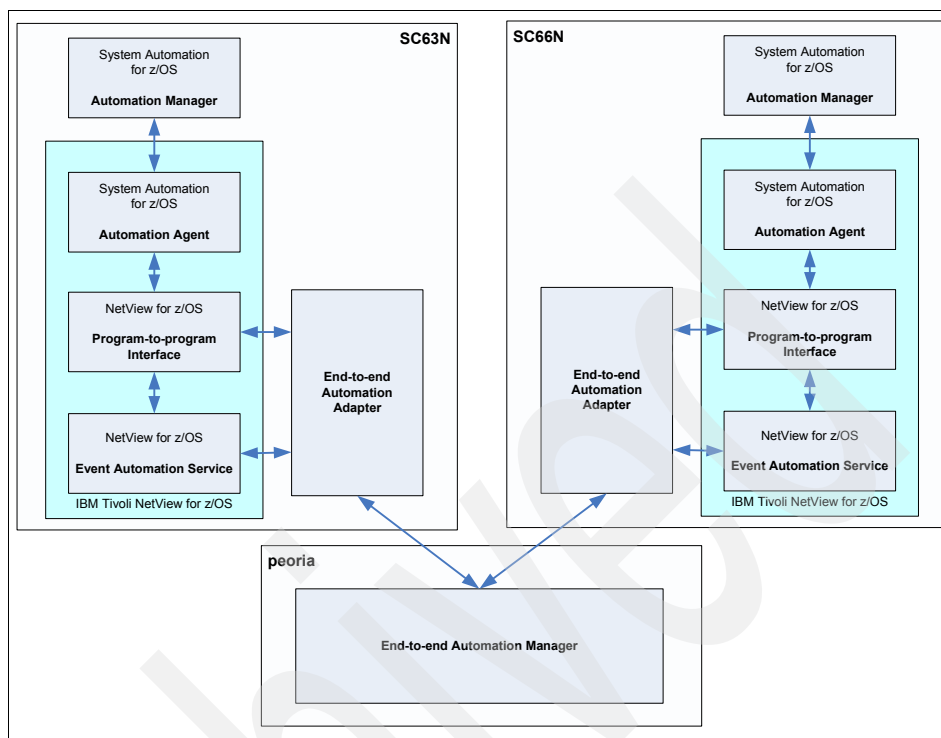 SC63N
System Automation
for z/OS
Automation Manager
System Automation
for z/OS
Automation Agent
NetView for z/OS
Program-to-program
Interface
NetView for z/OS
Event Automation Service
IBM Tivoli NetView for z/OS
End-to-end
Automation
Adapter
SC66N
System Automation
for z/OS
Automation Manager
System Automation
for z/OS
Automation Agent
NetView for z/OS
Program-to-program
Interface
NetView for z/OS
Event Automation Service
IBM Tivoli NetView for z/OS
End-to-end
Automation
Adapter
peoria
End-to-end Automation Manager